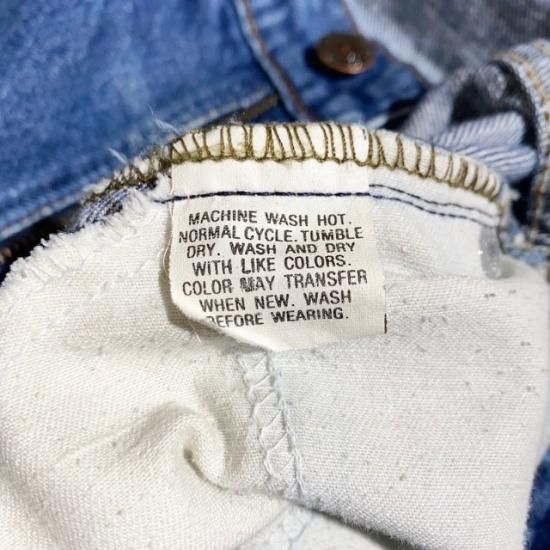 MACHINE WASH HOT.
NORMAL CYCLE. TUMBLE
DRY. WASH AND DRY
WITH LIKE COLORS.
COLOR MAY TRANSFER
WHEN NEW. WASH
BEFORE WEARING.